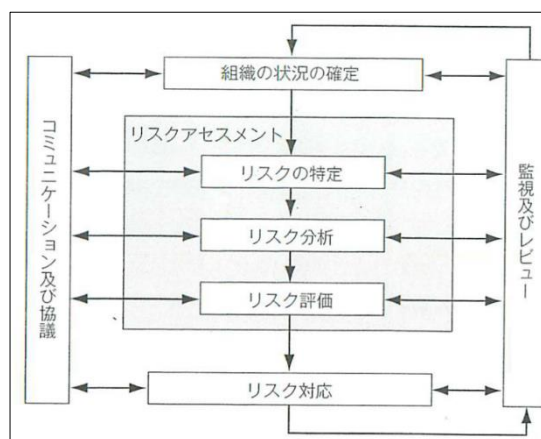 組織の状況の確定
リスクアセスメント
リスクの特定
リスク分析
リスク評価
リスク対応
コミュニケーション及び協議
監視及びレビュー